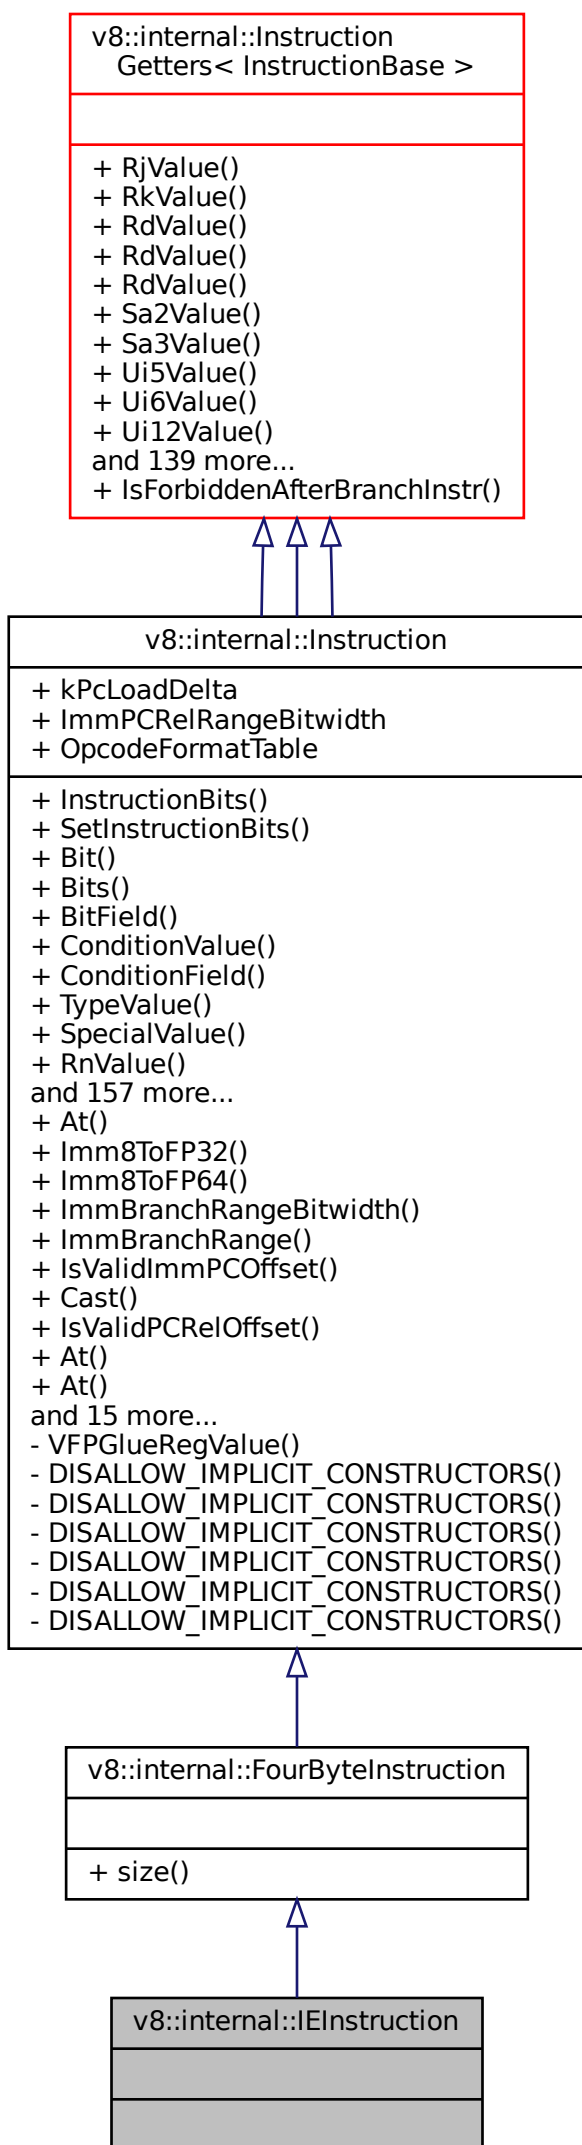 v8::internal::Instruction
Getters< InstructionBase >
+ RjValue()
+ RkValue()
+ RdValue()
+ RdValue()
+ RdValue()
+ Sa2Value()
+ Sa3Value()
+ Ui5Value()
+ Ui6Value()
+ Ui12Value()
and 139 more...
+ IsForbiddenAfterBranchInstr()
v8::internal::Instruction
+ kPcLoadDelta
+ ImmPCRelRangeBitwidth
+ OpcodeFormatTable
+ InstructionBits()
+ SetInstructionBits()
+ Bit()
+ Bits()
+ BitField()
+ ConditionValue()
+ ConditionField()
+ TypeValue()
+ SpecialValue()
+ RnValue()
and 157 more...
+ At()
+ Imm8ToFP32()
+ Imm8ToFP64()
+ ImmBranchRangeBitwidth()
+ ImmBranchRange()
+ IsValidImmPCOffset()
+ Cast()
+ IsValidPCRelOffset()
+ At()
+ At()
and 15 more...
- VFPGlueRegValue()
- DISALLOW_IMPLICIT_CONSTRUCTORS()
- DISALLOW_IMPLICIT_CONSTRUCTORS()
- DISALLOW_IMPLICIT_CONSTRUCTORS()
- DISALLOW_IMPLICIT_CONSTRUCTORS()
- DISALLOW_IMPLICIT_CONSTRUCTORS()
- DISALLOW_IMPLICIT_CONSTRUCTORS()
v8::internal::FourByteInstruction
+ size()
v8::internal::IEInstruction